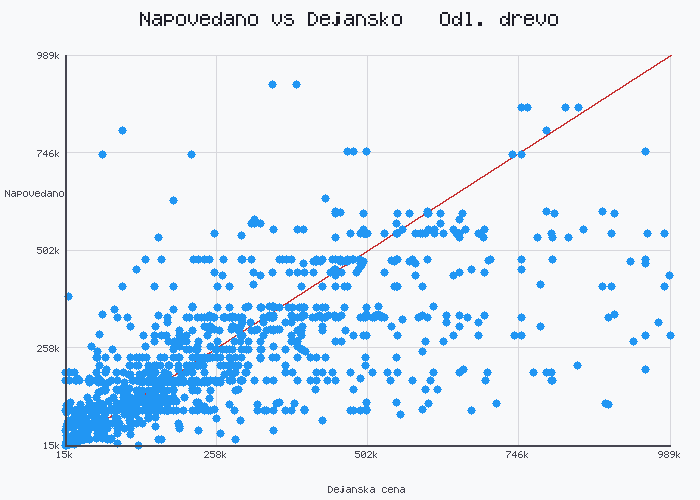 Napovedano vs Dejansko   Odl. drevo
989k
746k
Napovedano
502k
258k
15k
15k 258k 502k 746k 989k
Dejanska cena